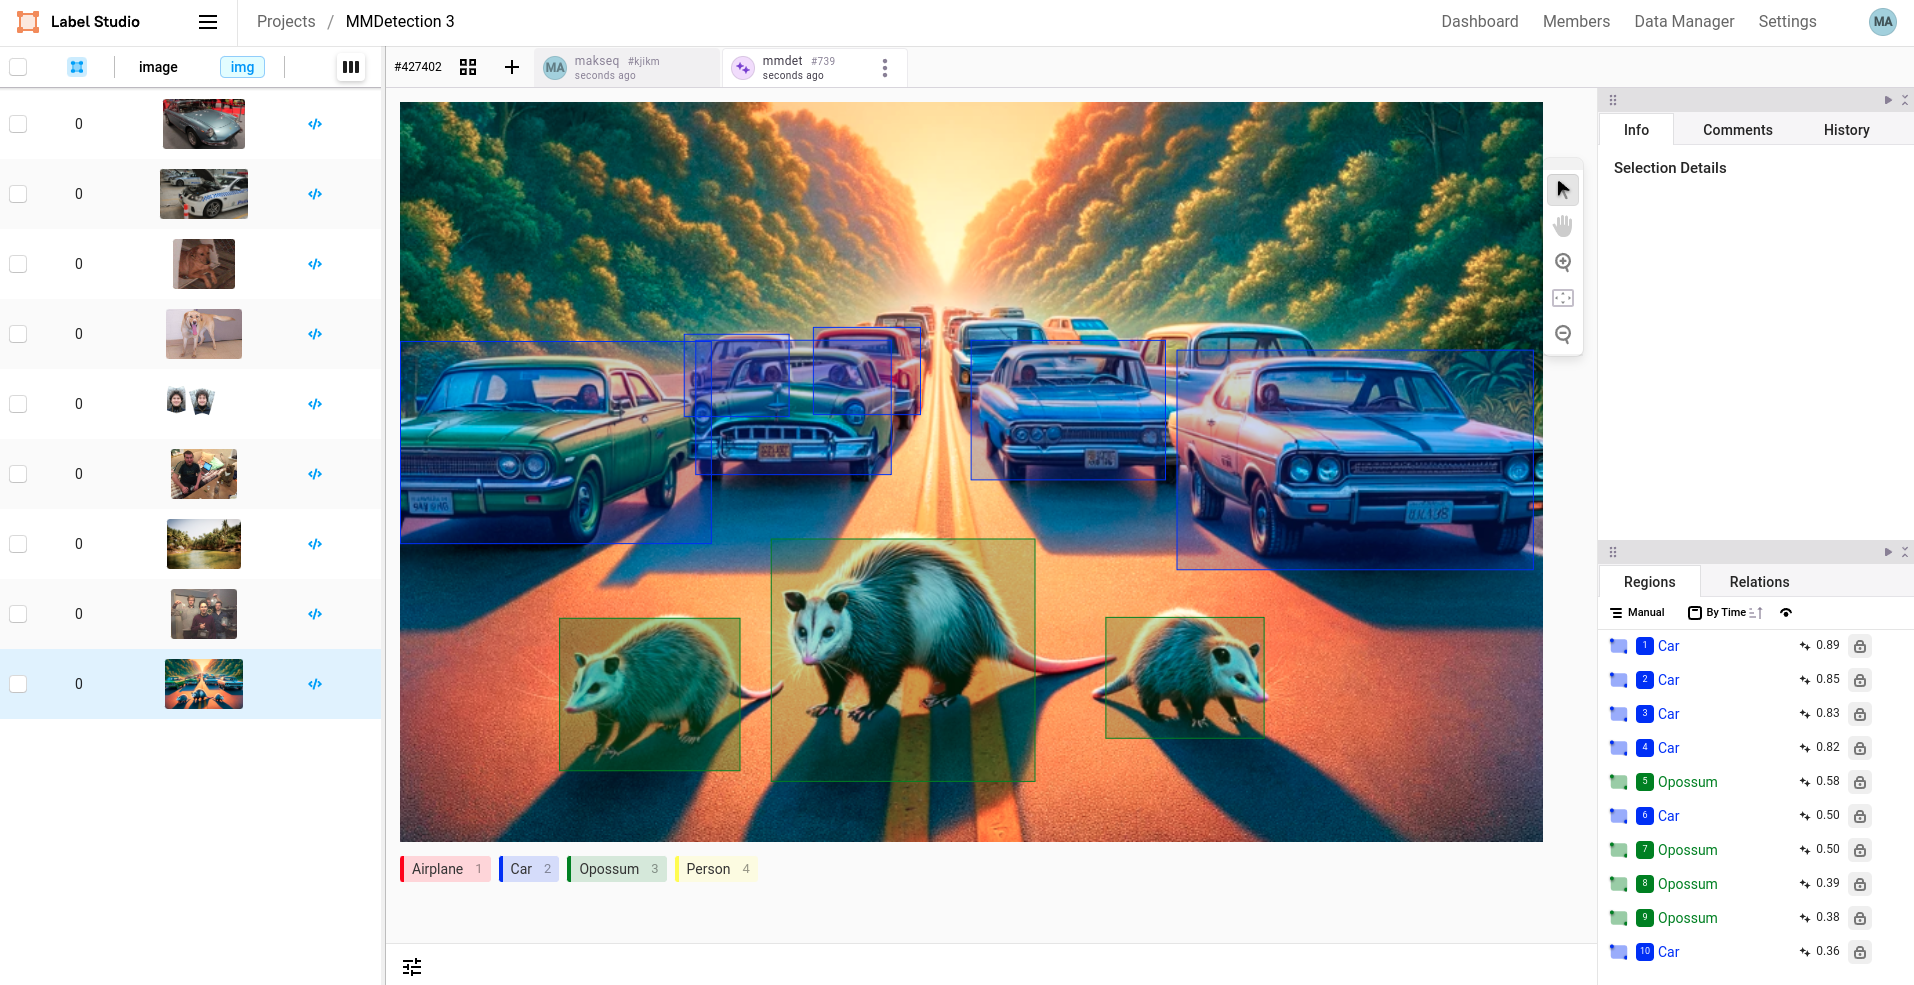 Label Studio
Projects / MMDetection 3
Dashboard Members Data Manager Settings MA
image img
#427402
MA makseq #kjikm
seconds ago
mmdet #739
seconds ago
0
0
0
0
0
0
0
0
0
Info Comments History
Selection Details
Regions Relations
Manual By Time
1 Car 0.89
2 Car 0.85
3 Car 0.83
4 Car 0.82
5 Opossum 0.58
6 Car 0.50
7 Opossum 0.50
8 Opossum 0.39
9 Opossum 0.38
10 Car 0.36
Airplane 1 Car 2 Opossum 3 Person 4